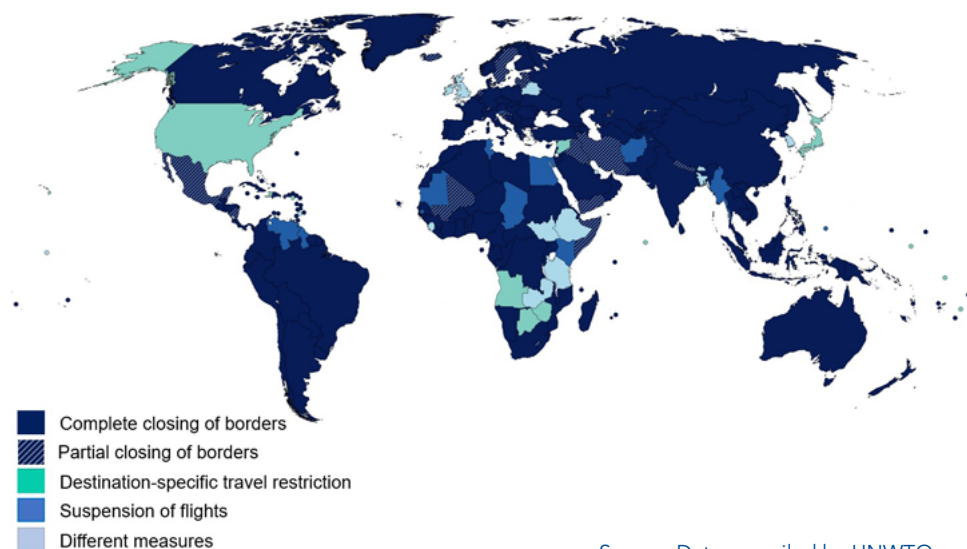 Complete closing of borders
Partial closing of borders
Destination-specific travel restriction
Suspension of flights
Different measures